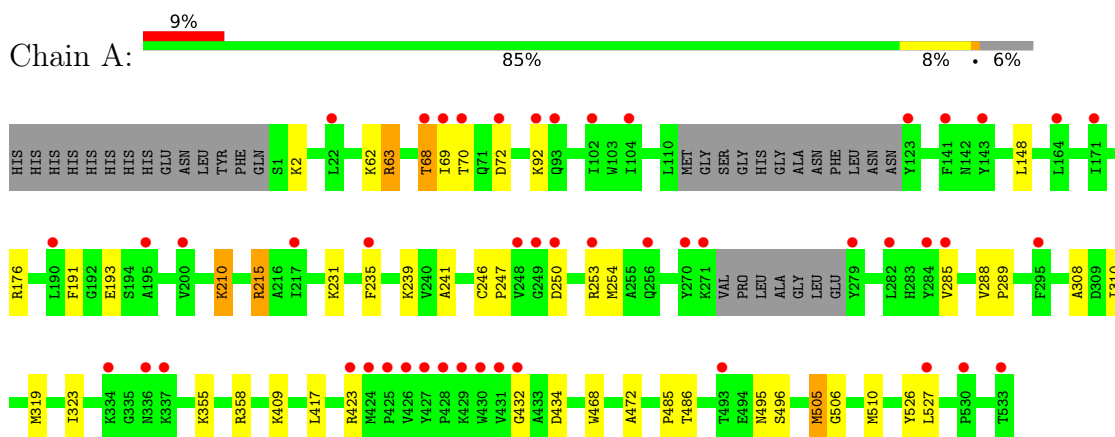 Chain A:
9%
85% 8% • 6%
HIS HIS HIS HIS HIS HIS HIS HIS GLU ASN LEU TYR PHE GLN S1 K2 L22 K62 R63 T68 I69 T70 Q71 D72 K92 Q93 I102 W103 I104 L110 MET GLY SER GLY HIS GLY ALA ASN PHE LEU ASN ASN Y123 F141 N142 Y143 L148 L164 I171
R176 L190 F191 G192 E193 S194 A195 V200 K210 R215 A216 I217 K231 F235 K239 V240 A241 C246 P247 V248 G249 D250 R253 M254 A255 Q256 Y270 K271 VAL PRO LEU ALA GLY LEU GLU Y279 L282 H283 Y284 V285 V288 P289 F295 A308 D309
M319 I323 K334 G335 N336 K337 K355 R358 K409 L417 R423 M424 P425 V426 Y427 P428 K429 W430 V431 G432 A433 D434 W468 A472 P485 T486 T493 E494 N495 S496 M505 G506 M510 Y526 L527 P530 T533